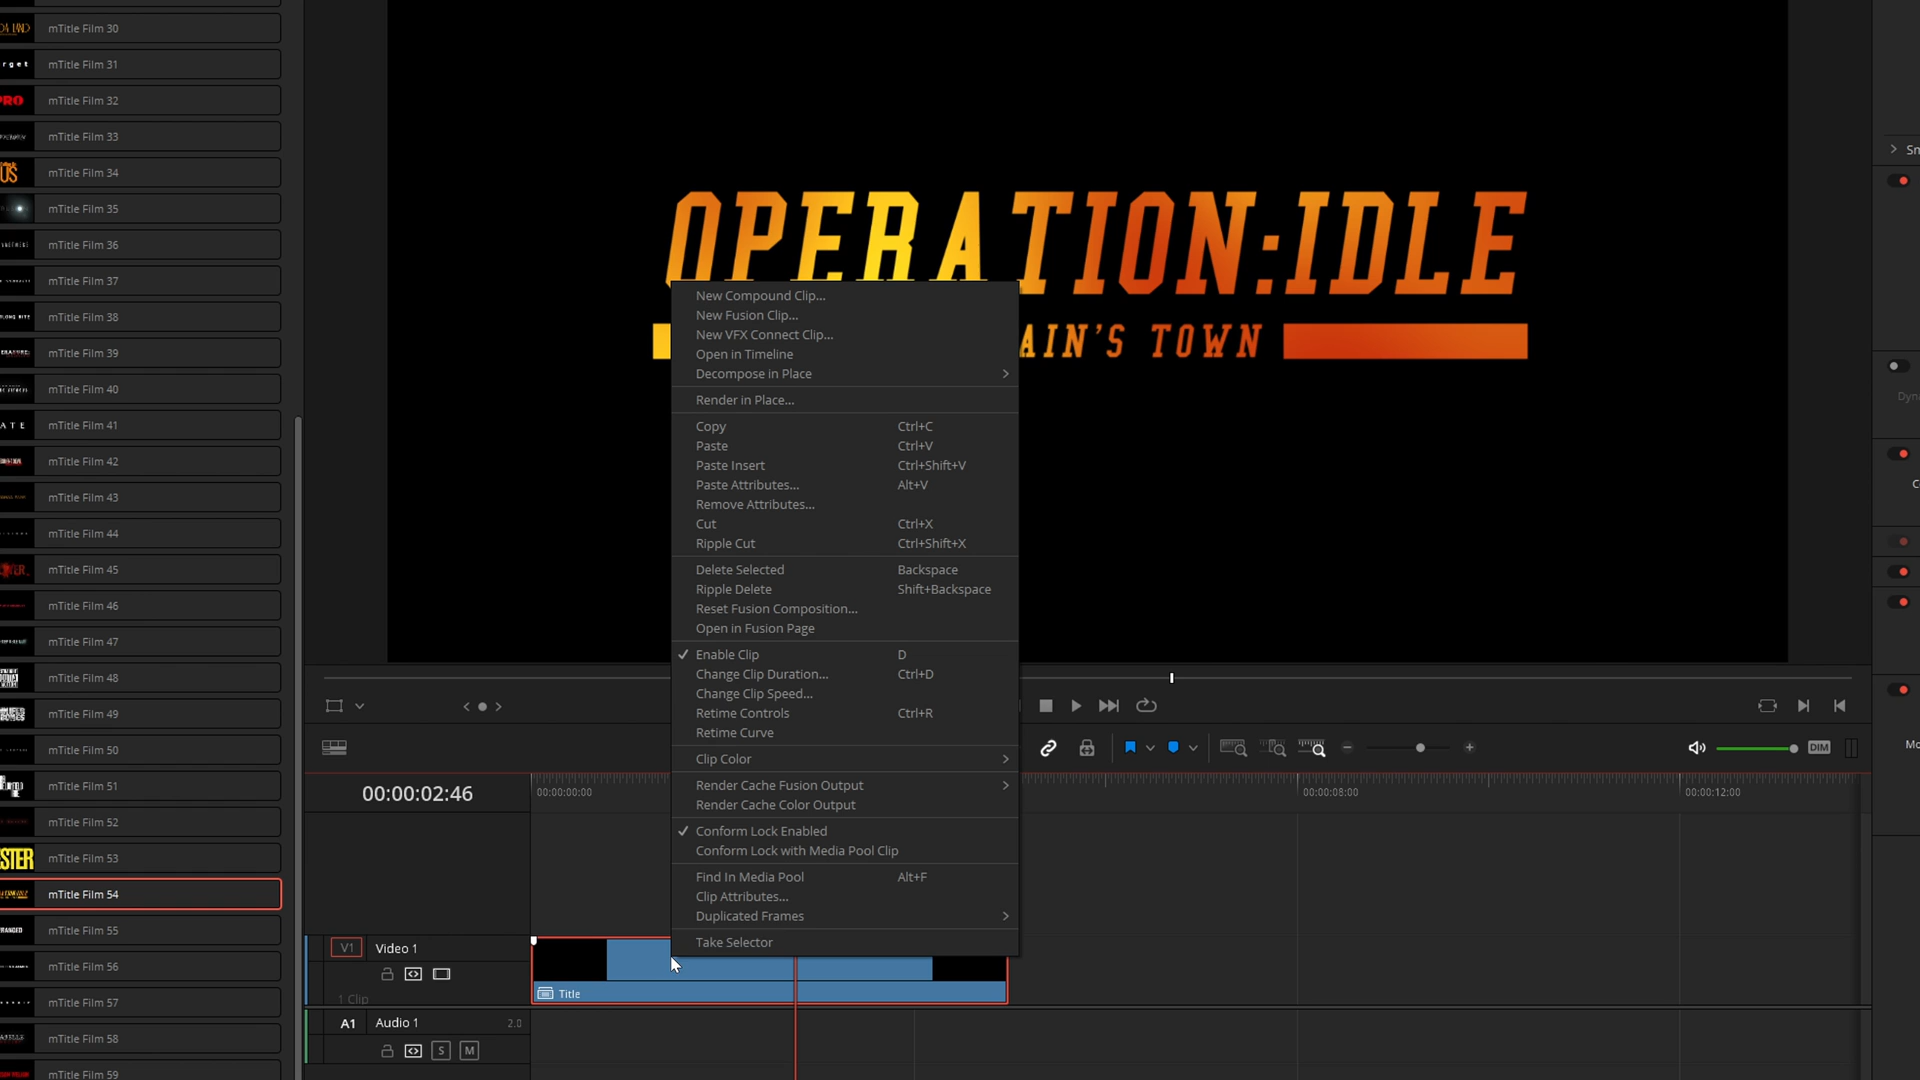 mTitle Film 30
mTitle Film 31
mTitle Film 32
mTitle Film 33
mTitle Film 34
mTitle Film 35
mTitle Film 36
mTitle Film 37
mTitle Film 38
mTitle Film 39
mTitle Film 40
mTitle Film 41
mTitle Film 42
mTitle Film 43
mTitle Film 44
mTitle Film 45
mTitle Film 46
mTitle Film 47
mTitle Film 48
mTitle Film 49
mTitle Film 50
mTitle Film 51
mTitle Film 52
mTitle Film 53
mTitle Film 54
mTitle Film 55
mTitle Film 56
mTitle Film 57
mTitle Film 58
mTitle Film 59
rget
PRO
US
ATE
STER
OPERATION:IDLE
AIN'S TOWN
New Compound Clip...
New Fusion Clip...
New VFX Connect Clip...
Open in Timeline
Decompose in Place
Render in Place...
Copy Ctrl+C
Paste Ctrl+V
Paste Insert Ctrl+Shift+V
Paste Attributes... Alt+V
Remove Attributes...
Cut Ctrl+X
Ripple Cut Ctrl+Shift+X
Delete Selected Backspace
Ripple Delete Shift+Backspace
Reset Fusion Composition...
Open in Fusion Page
Enable Clip D
Change Clip Duration... Ctrl+D
Change Clip Speed...
Retime Controls Ctrl+R
Retime Curve
Clip Color
Render Cache Fusion Output
Render Cache Color Output
Conform Lock Enabled
Conform Lock with Media Pool Clip
Find In Media Pool Alt+F
Clip Attributes...
Duplicated Frames
Take Selector
Sn
Dyna
C
Mo
DIM
00:00:02:46
00:00:00:00
00:00:08:00
00:00:12:00
V1 Video 1
1 Clip
Title
A1 Audio 1 2.0
S M